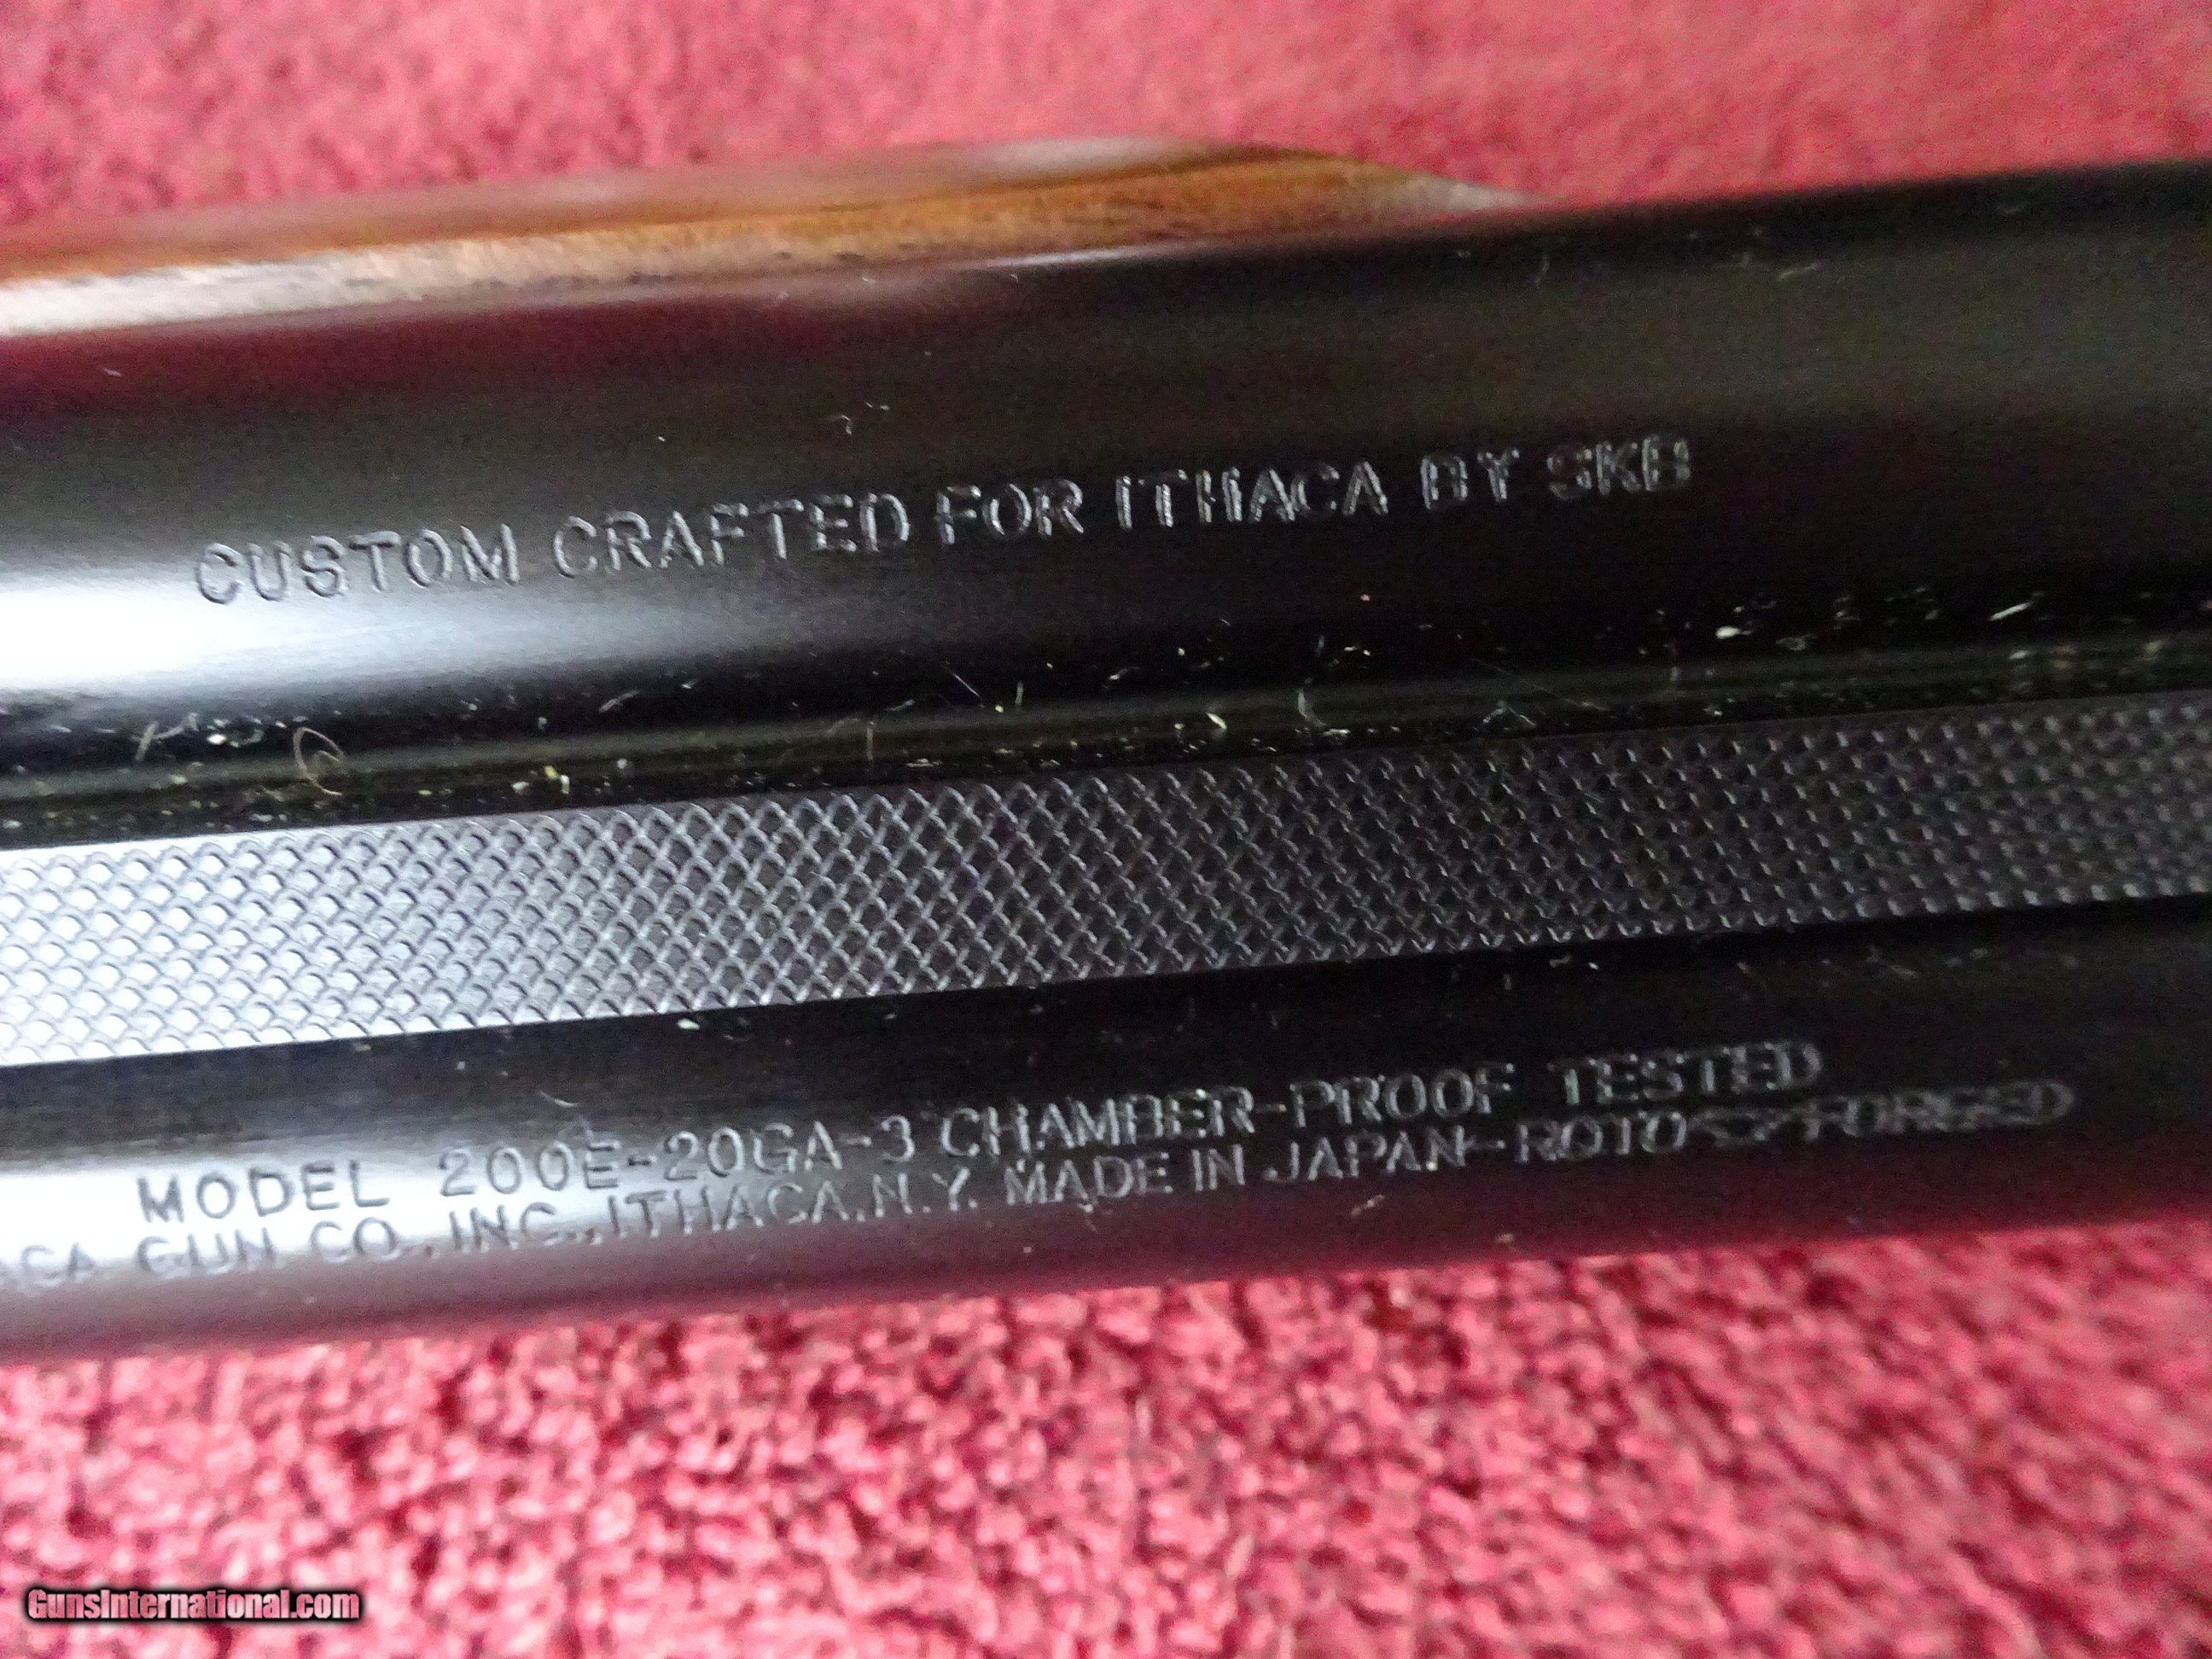 CUSTOM CRAFTED FOR ITHACA BY SKB
MODEL 200E-20GA-3 CHAMBER-PROOF TESTED
GUN CO., INC., ITHACA, N.Y. MADE IN JAPAN-ROTO FORGED
GunsInternational.com